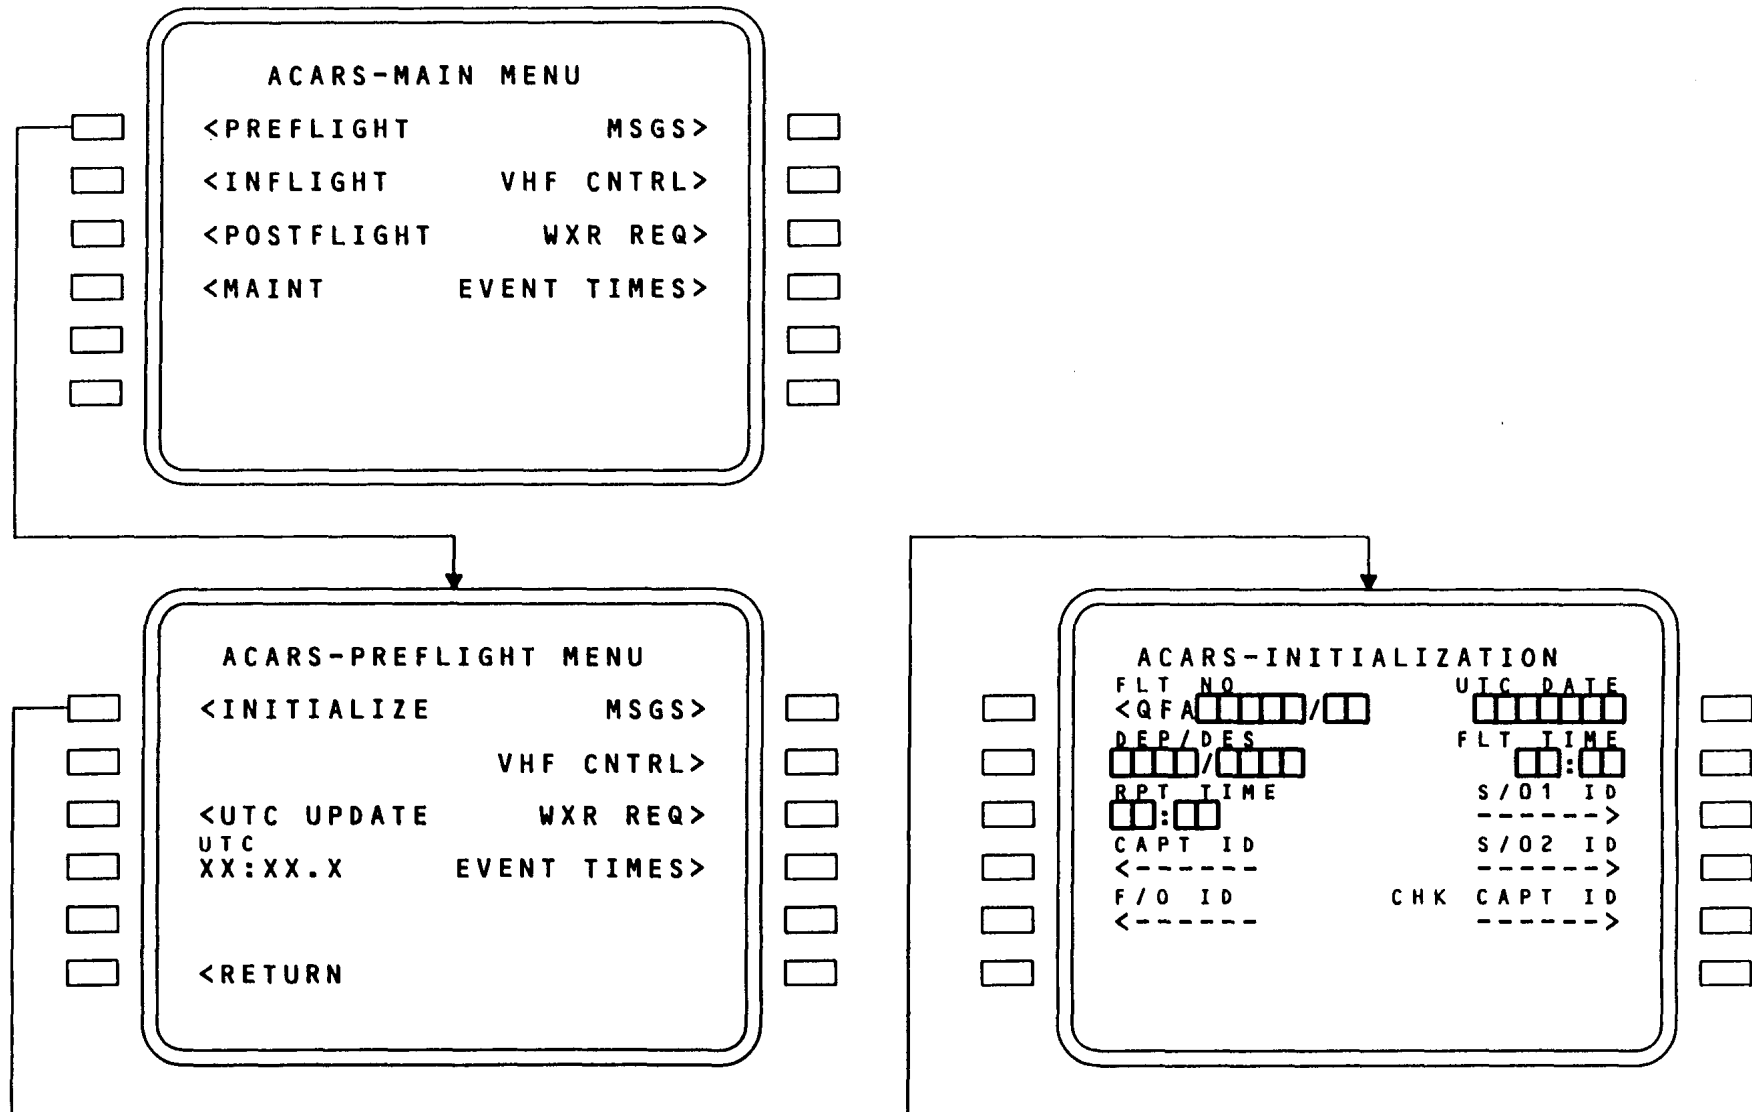 ACARS-MAIN MENU
<PREFLIGHT MSGS>
<INFLIGHT VHF CNTRL>
<POSTFLIGHT WXR REQ>
<MAINT EVENT TIMES>
ACARS-PREFLIGHT MENU
<INITIALIZE MSGS>
VHF CNTRL>
<UTC UPDATE WXR REQ>
UTC
XX:XX.X EVENT TIMES>
<RETURN
ACARS-INITIALIZATION
FLT NO UTC DATE
<QFA□□□□□/□□ □□□□□□□
DEP/DES FLT TIME
□□□□/□□□□ □□:□□
RPT TIME S/O1 ID
□□:□□ ------>
CAPT ID S/O2 ID
<------ ------>
F/O ID CHK CAPT ID
<------ ------>